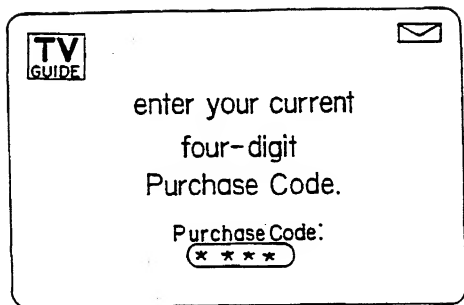 TV
GUIDE
enter your current
four-digit
Purchase Code.
Purchase Code:
* * * *